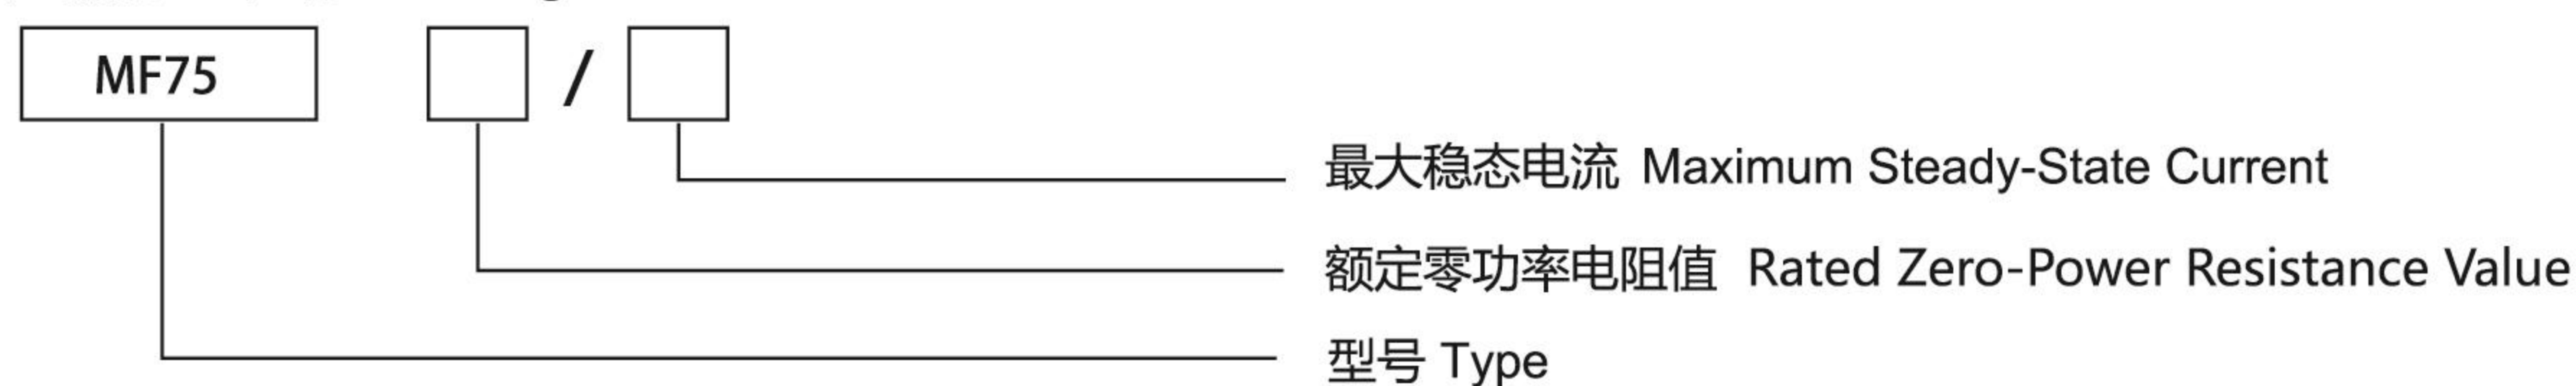 MF75 /
最大稳态电流 Maximum Steady-State Current
额定零功率电阻值 Rated Zero-Power Resistance Value
型号 Type